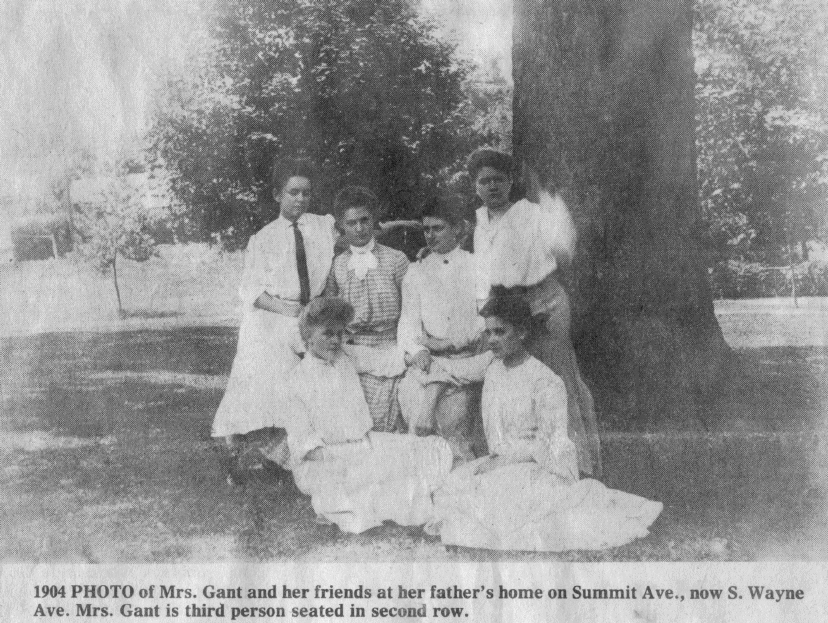 1904 PHOTO of Mrs. Gant and her friends at her father's home on Summit Ave., now S. Wayne
Ave. Mrs. Gant is third person seated in second row.